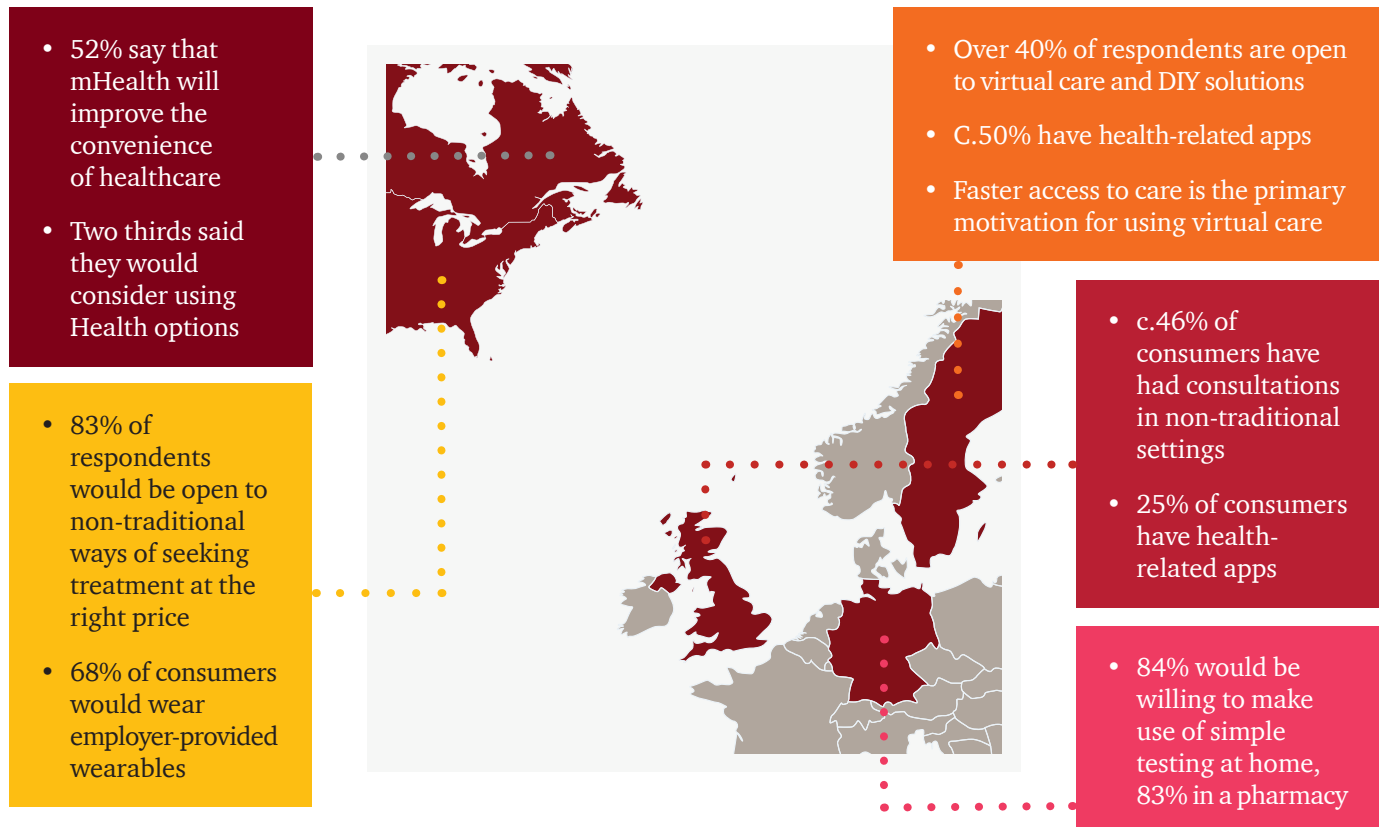 • 52% say that
mHealth will
improve the
convenience
of healthcare
• Two thirds said
they would
consider using
Health options
• 83% of
respondents
would be open to
non-traditional
ways of seeking
treatment at the
right price
• 68% of consumers
would wear
employer-provided
wearables
• Over 40% of respondents are open
to virtual care and DIY solutions
• C.50% have health-related apps
• Faster access to care is the primary
motivation for using virtual care
• c.46% of
consumers have
had consultations
in non-traditional
settings
• 25% of consumers
have health-
related apps
• 84% would be
willing to make
use of simple
testing at home,
83% in a pharmacy